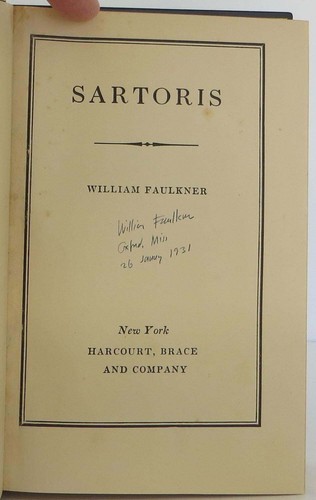 SARTORIS
WILLIAM FAULKNER
William Faulkner
Oxford, Miss
26 January 1931
New York
HARCOURT, BRACE
AND COMPANY